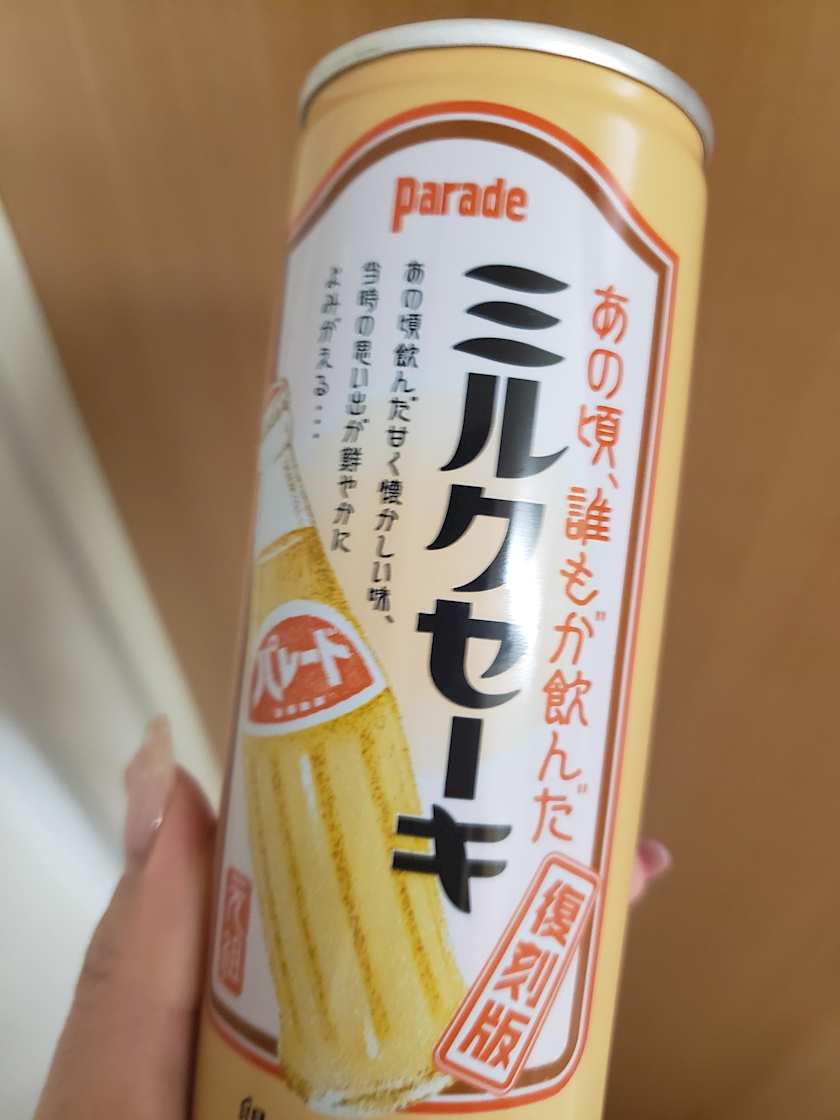 parade
あの頃、誰もが飲んだ
ミルクセーキ
あの頃飲んだ甘く懐かしい味、
当時の思い出が鮮やかに
よみがえる…
パレード
元祖
復刻版